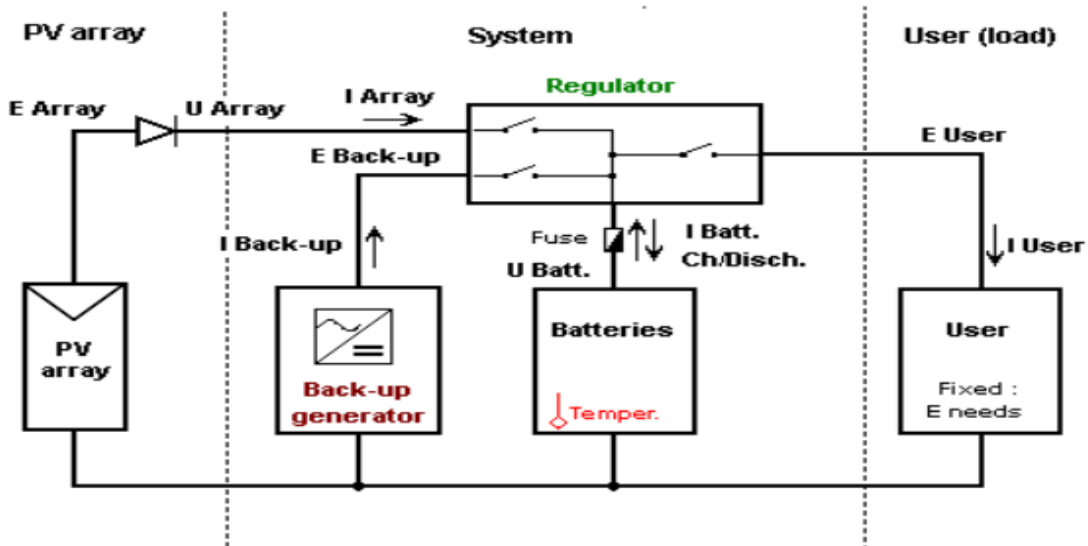 PV array
System
User (load)
Regulator
E Array
U Array
I Array
E Back-up
E User
I Back-up
Fuse
U Batt.
I Batt.
Ch/Disch.
I User
PV
array
Back-up
generator
Batteries
Temper.
User
Fixed :
E needs